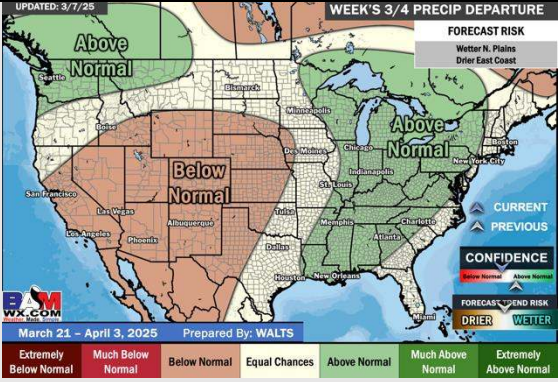 UPDATED: 3/7/25
WEEK'S 3/4 PRECIP DEPARTURE
FORECAST RISK
Wetter N. Plains
Drier East Coast
Above
Normal
Seattle
Bismarck
Minneapolis
Boise
Above
Normal
Boston
Chicago
New York City
Des Moines
Below
Normal
Indianapolis
San Francisco
St. Louis
Las Vegas
CURRENT
Tulsa
Memphis
Charlotte
Albuquerque
PREVIOUS
Los Angeles
Phoenix
Atlanta
Dallas
CONFIDENCE
Below Normal
Above Normal
Houston
New Orleans
BAM
WX.COM
Weather. Made. Simple.
FORECAST TREND RISK
Miami
DRIER
WETTER
March 21 – April 3, 2025
Prepared By: WALTS
Extremely
Below Normal
Much Below
Normal
Below Normal
Equal Chances
Above Normal
Much Above
Normal
Extremely
Above Normal